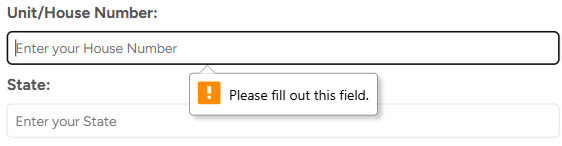 Unit/House Number:
Enter your House Number
Please fill out this field.
State:
Enter your State